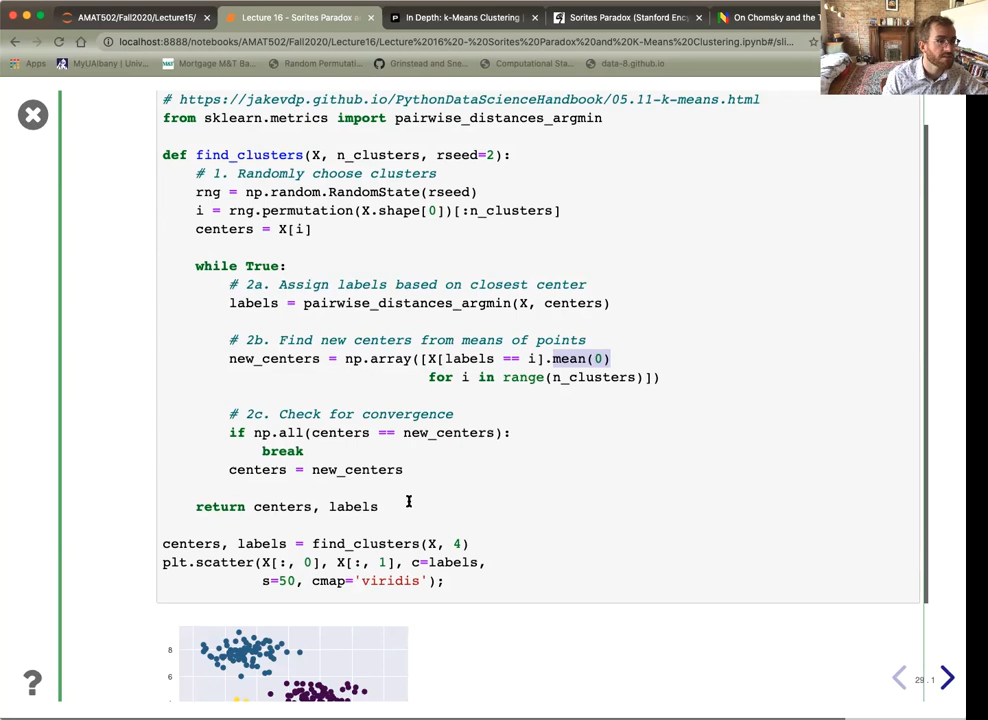 AMAT502/Fall2020/Lecture15/
Lecture 16 - Sorites Paradox a
In Depth: k-Means Clustering
Sorites Paradox (Stanford Ency
On Chomsky and the T
localhost:8888/notebooks/AMAT502/Fall2020/Lecture16/Lecture%2016%20-%20Sorites%20Paradox%20and%20K-Means%20Clustering.ipynb#/sli...
Apps
MyUAlbany | Univ...
Mortgage M&T Ba...
Random Permutati...
Grinstead and Sne...
Computational Sta...
data-8.github.io
# https://jakevdp.github.io/PythonDataScienceHandbook/05.11-k-means.html
from sklearn.metrics import pairwise_distances_argmin
def find_clusters(X, n_clusters, rseed=2):
# 1. Randomly choose clusters
rng = np.random.RandomState(rseed)
i = rng.permutation(X.shape[0])[:n_clusters]
centers = X[i]
while True:
# 2a. Assign labels based on closest center
labels = pairwise_distances_argmin(X, centers)
# 2b. Find new centers from means of points
new_centers = np.array([X[labels == i].mean(0)
for i in range(n_clusters)])
# 2c. Check for convergence
if np.all(centers == new_centers):
break
centers = new_centers
return centers, labels
centers, labels = find_clusters(X, 4)
plt.scatter(X[:, 0], X[:, 1], c=labels,
s=50, cmap='viridis');
8
6
29.1